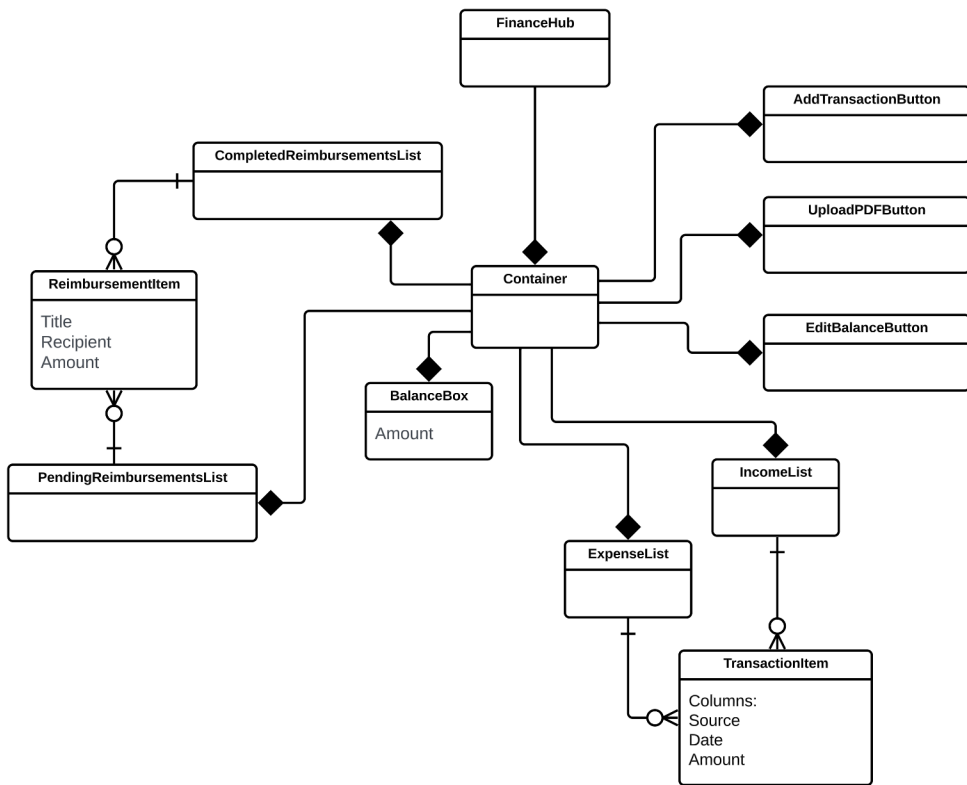 FinanceHub
AddTransactionButton
CompletedReimbursementsList
UploadPDFButton
Container
ReimbursementItem
Title
Recipient
Amount
EditBalanceButton
BalanceBox
Amount
PendingReimbursementsList
IncomeList
ExpenseList
TransactionItem
Columns:
Source
Date
Amount